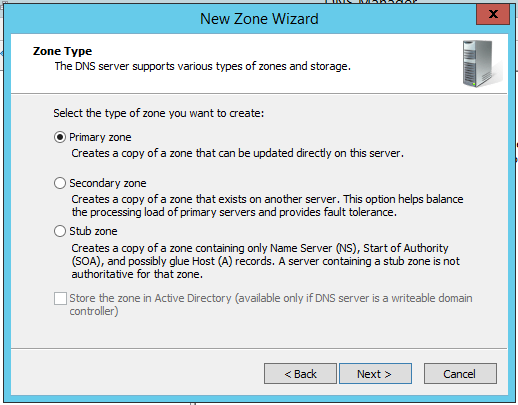 DNS Manager
New Zone Wizard
Zone Type
The DNS server supports various types of zones and storage.
Select the type of zone you want to create:
Primary zone
Creates a copy of a zone that can be updated directly on this server.
Secondary zone
Creates a copy of a zone that exists on another server. This option helps balance
the processing load of primary servers and provides fault tolerance.
Stub zone
Creates a copy of a zone containing only Name Server (NS), Start of Authority
(SOA), and possibly glue Host (A) records. A server containing a stub zone is not
authoritative for that zone.
Store the zone in Active Directory (available only if DNS server is a writeable domain
controller)
< Back
Next >
Cancel